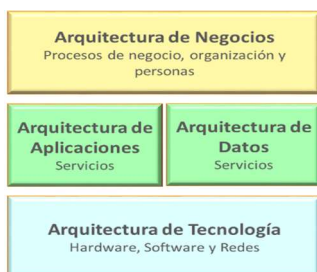 Arquitectura de Negocios
Procesos de negocio, organización y
personas
Arquitectura de
Aplicaciones
Servicios
Arquitectura de
Datos
Servicios
Arquitectura de Tecnología
Hardware, Software y Redes